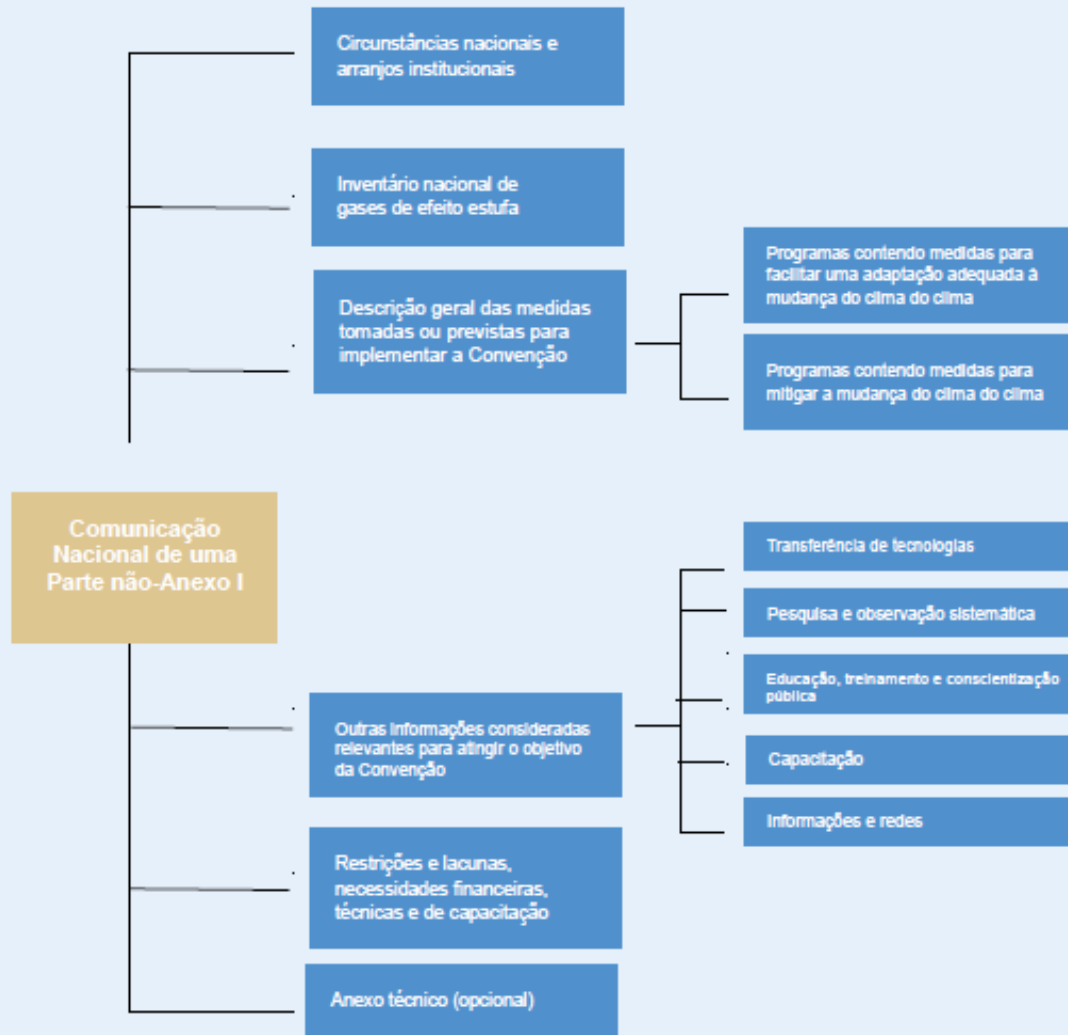 Circunstâncias nacionais e
arranjos institucionais
Inventário nacional de
gases de efeito estufa
Descrição geral das medidas
tomadas ou previstas para
implementar a Convenção
Programas contendo medidas para
facilitar uma adaptação adequada à
mudança do clima do clima
Programas contendo medidas para
mitigar a mudança do clima do clima
Comunicação
Nacional de uma
Parte não-Anexo I
Outras informações consideradas
relevantes para atingir o objetivo
da Convenção
Transferência de tecnologias
Pesquisa e observação sistemática
Educação, treinamento e conscientização
pública
Capacitação
Informações e redes
Restrições e lacunas,
necessidades financeiras,
técnicas e de capacitação
Anexo técnico (opcional)